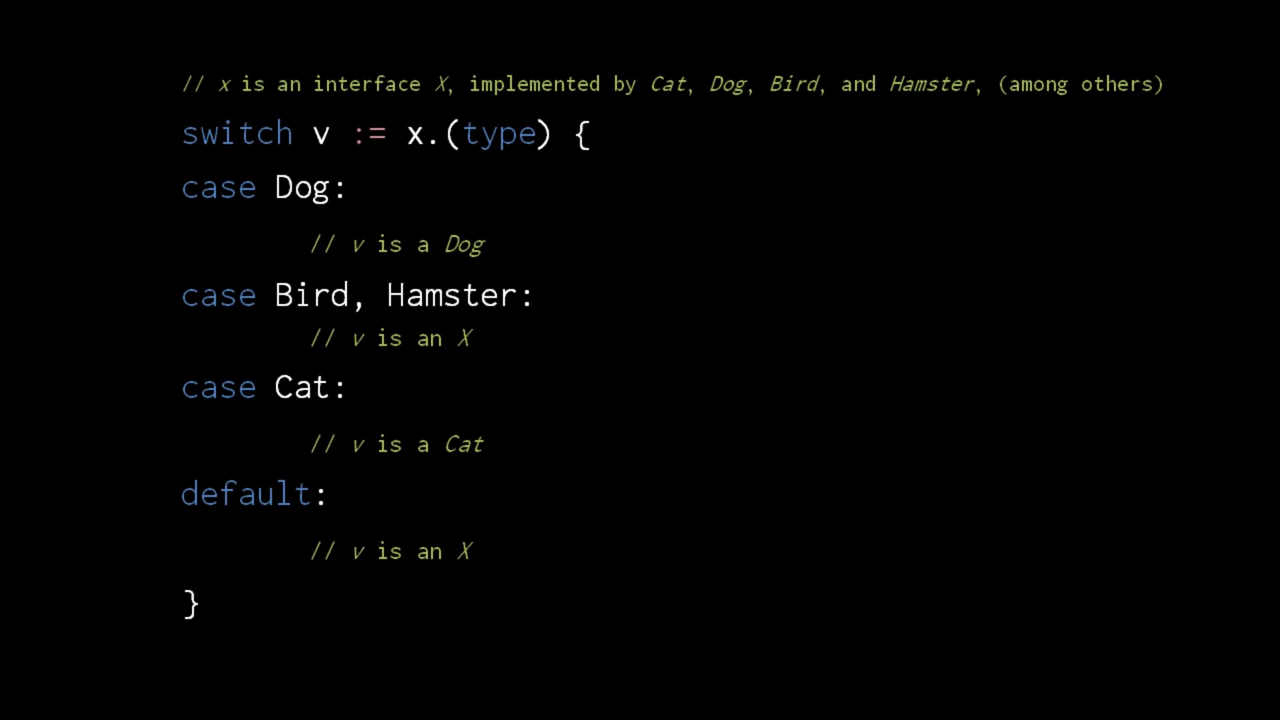 // x is an interface X, implemented by Cat, Dog, Bird, and Hamster, (among others)
switch v := x.(type) {
case Dog:
// v is a Dog
case Bird, Hamster:
// v is an X
case Cat:
// v is a Cat
default:
// v is an X
}